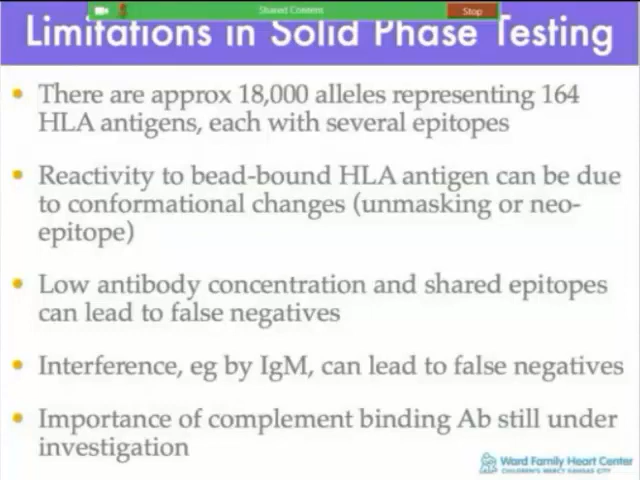 Shared Content
Stop
Limitations in Solid Phase Testing
There are approx 18,000 alleles representing 164
HLA antigens, each with several epitopes
Reactivity to bead-bound HLA antigen can be due
to conformational changes (unmasking or neo-
epitope)
Low antibody concentration and shared epitopes
can lead to false negatives
Interference, eg by IgM, can lead to false negatives
Importance of complement binding Ab still under
investigation
Ward Family Heart Center
CHILDREN'S MERCY KANSAS CITY